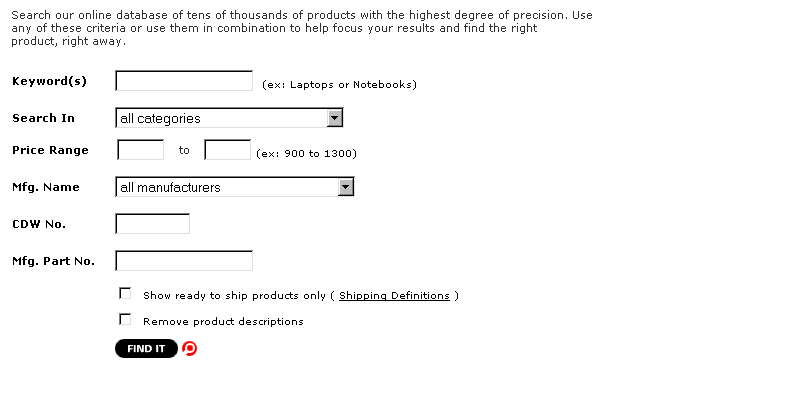 Search our online database of tens of thousands of products with the highest degree of precision. Use
any of these criteria or use them in combination to help focus your results and find the right
product, right away.
Keyword(s) (ex: Laptops or Notebooks)
Search In all categories
Price Range to (ex: 900 to 1300)
Mfg. Name all manufacturers
CDW No.
Mfg. Part No.
Show ready to ship products only ( Shipping Definitions )
Remove product descriptions
FIND IT